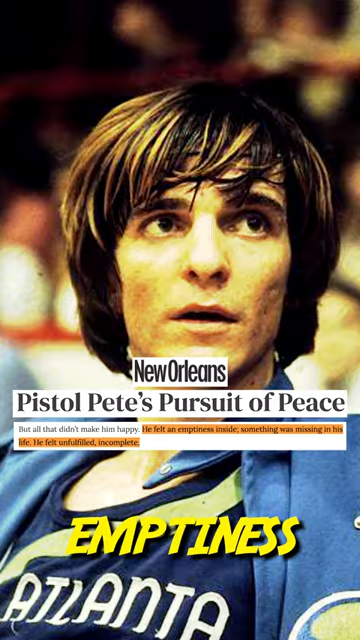 New Orleans
Pistol Pete's Pursuit of Peace
But all that didn't make him happy. He felt an emptiness inside; something was missing in his
life. He felt unfulfilled, incomplete.
EMPTINESS
ATLANTA